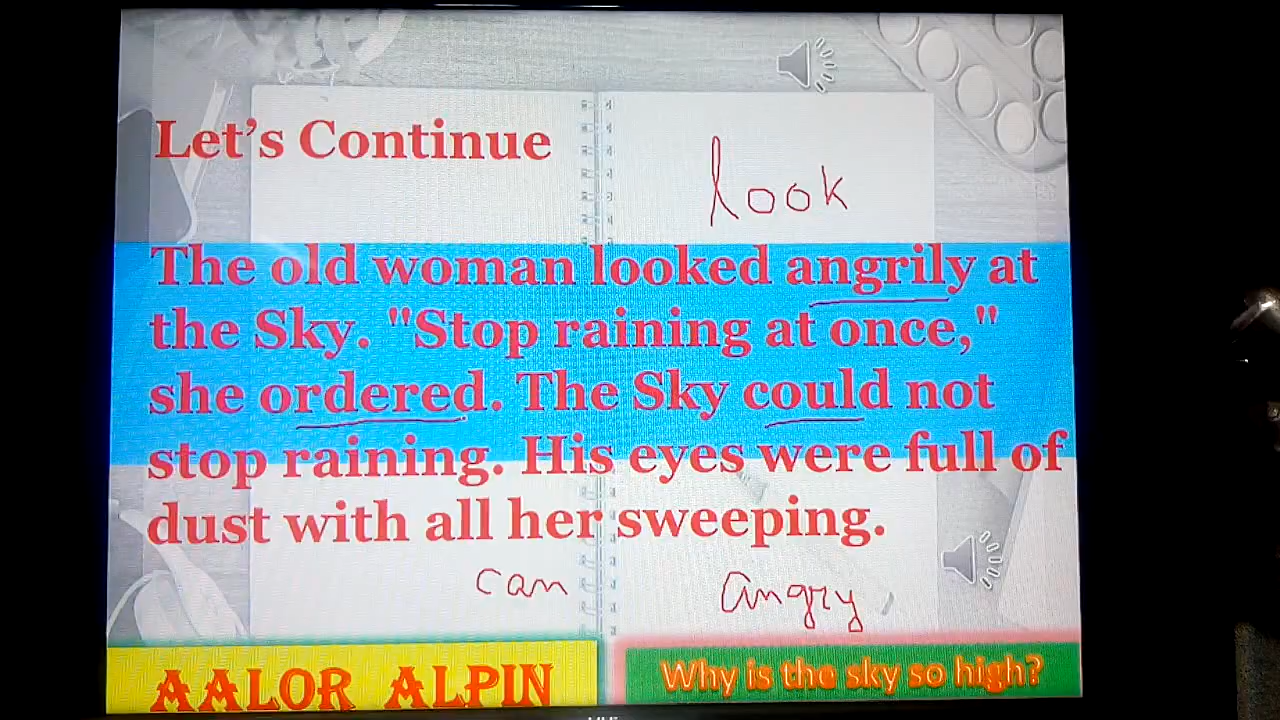 Let's Continue
look
The old woman looked angrily at
the Sky. "Stop raining at once,"
she ordered. The Sky could not
stop raining. His eyes were full of
dust with all her sweeping.
can
angry
AALOR ALPIN
Why is the sky so high?